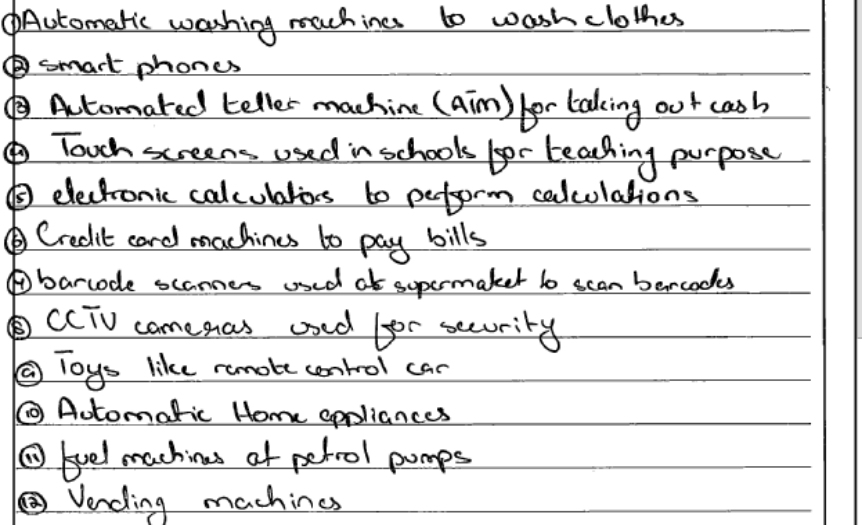 ① Automatic washing machines to wash clothes
② smart phones
③ Automated teller machine (ATM) for taking out cash
④ Touch screens used in schools for teaching purpose
⑤ electronic calculators to perform calculations
⑥ Credit card machines to pay bills
⑦ barcode scanners used at supermaket to scan barcodes
⑧ CCTV cameras used for security
⑨ Toys like remote control car
⑩ Automatic Home appliances
⑪ fuel machines at petrol pumps
⑫ Vending machines